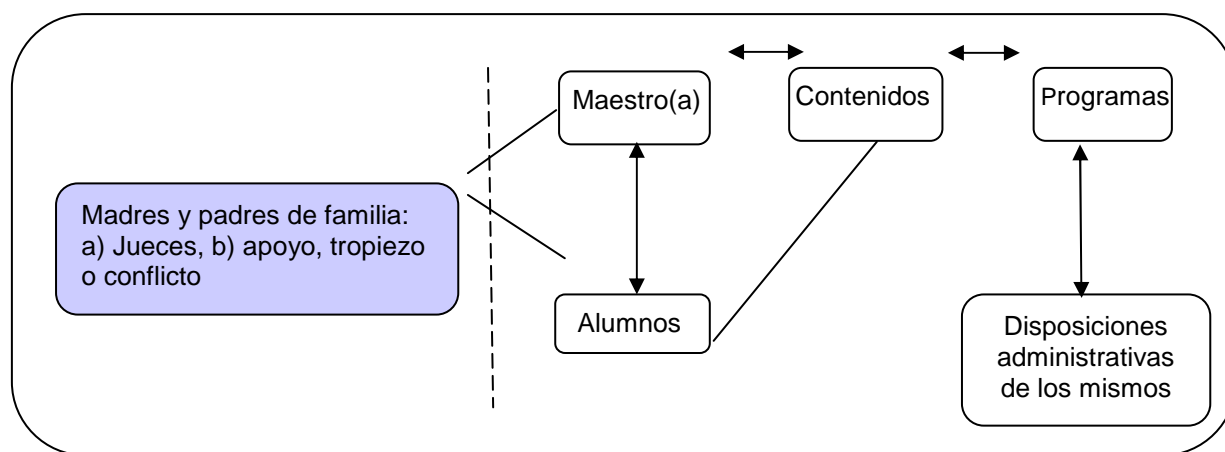 Maestro(a)
Contenidos
Programas
Madres y padres de familia:
a) Jueces, b) apoyo, tropiezo
o conflicto
Alumnos
Disposiciones
administrativas
de los mismos